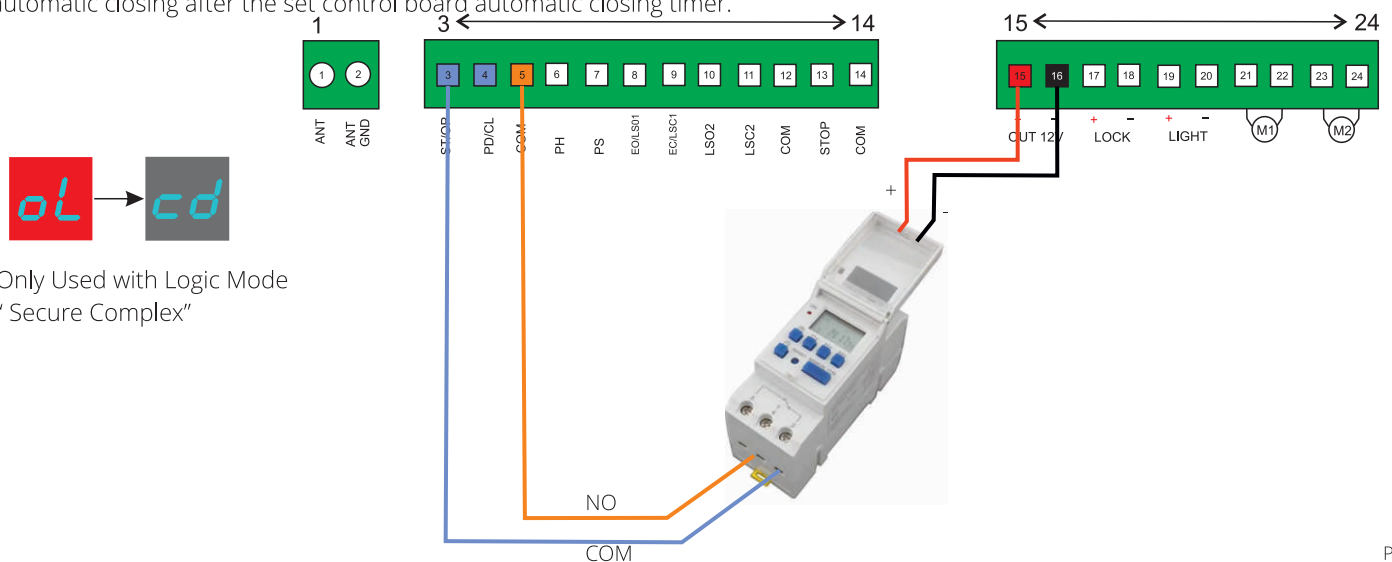 automatic closing after the set control board automatic closing timer.
1
3 14
15 24
1 2
3 4 5 6 7 8 9 10 11 12 13 14
15 16 17 18 19 20 21 22 23 24
ANT
ANT GND
ST/OP
PD/CL
COM
PH
PS
EO/LS01
EC/LSC1
LSO2
LSC2
COM
STOP
COM
+ -
OUT 12V
+ -
LOCK
+ -
LIGHT
M1
M2
oL cd
+
-
Only Used with Logic Mode
“ Secure Complex”
NO
COM
P